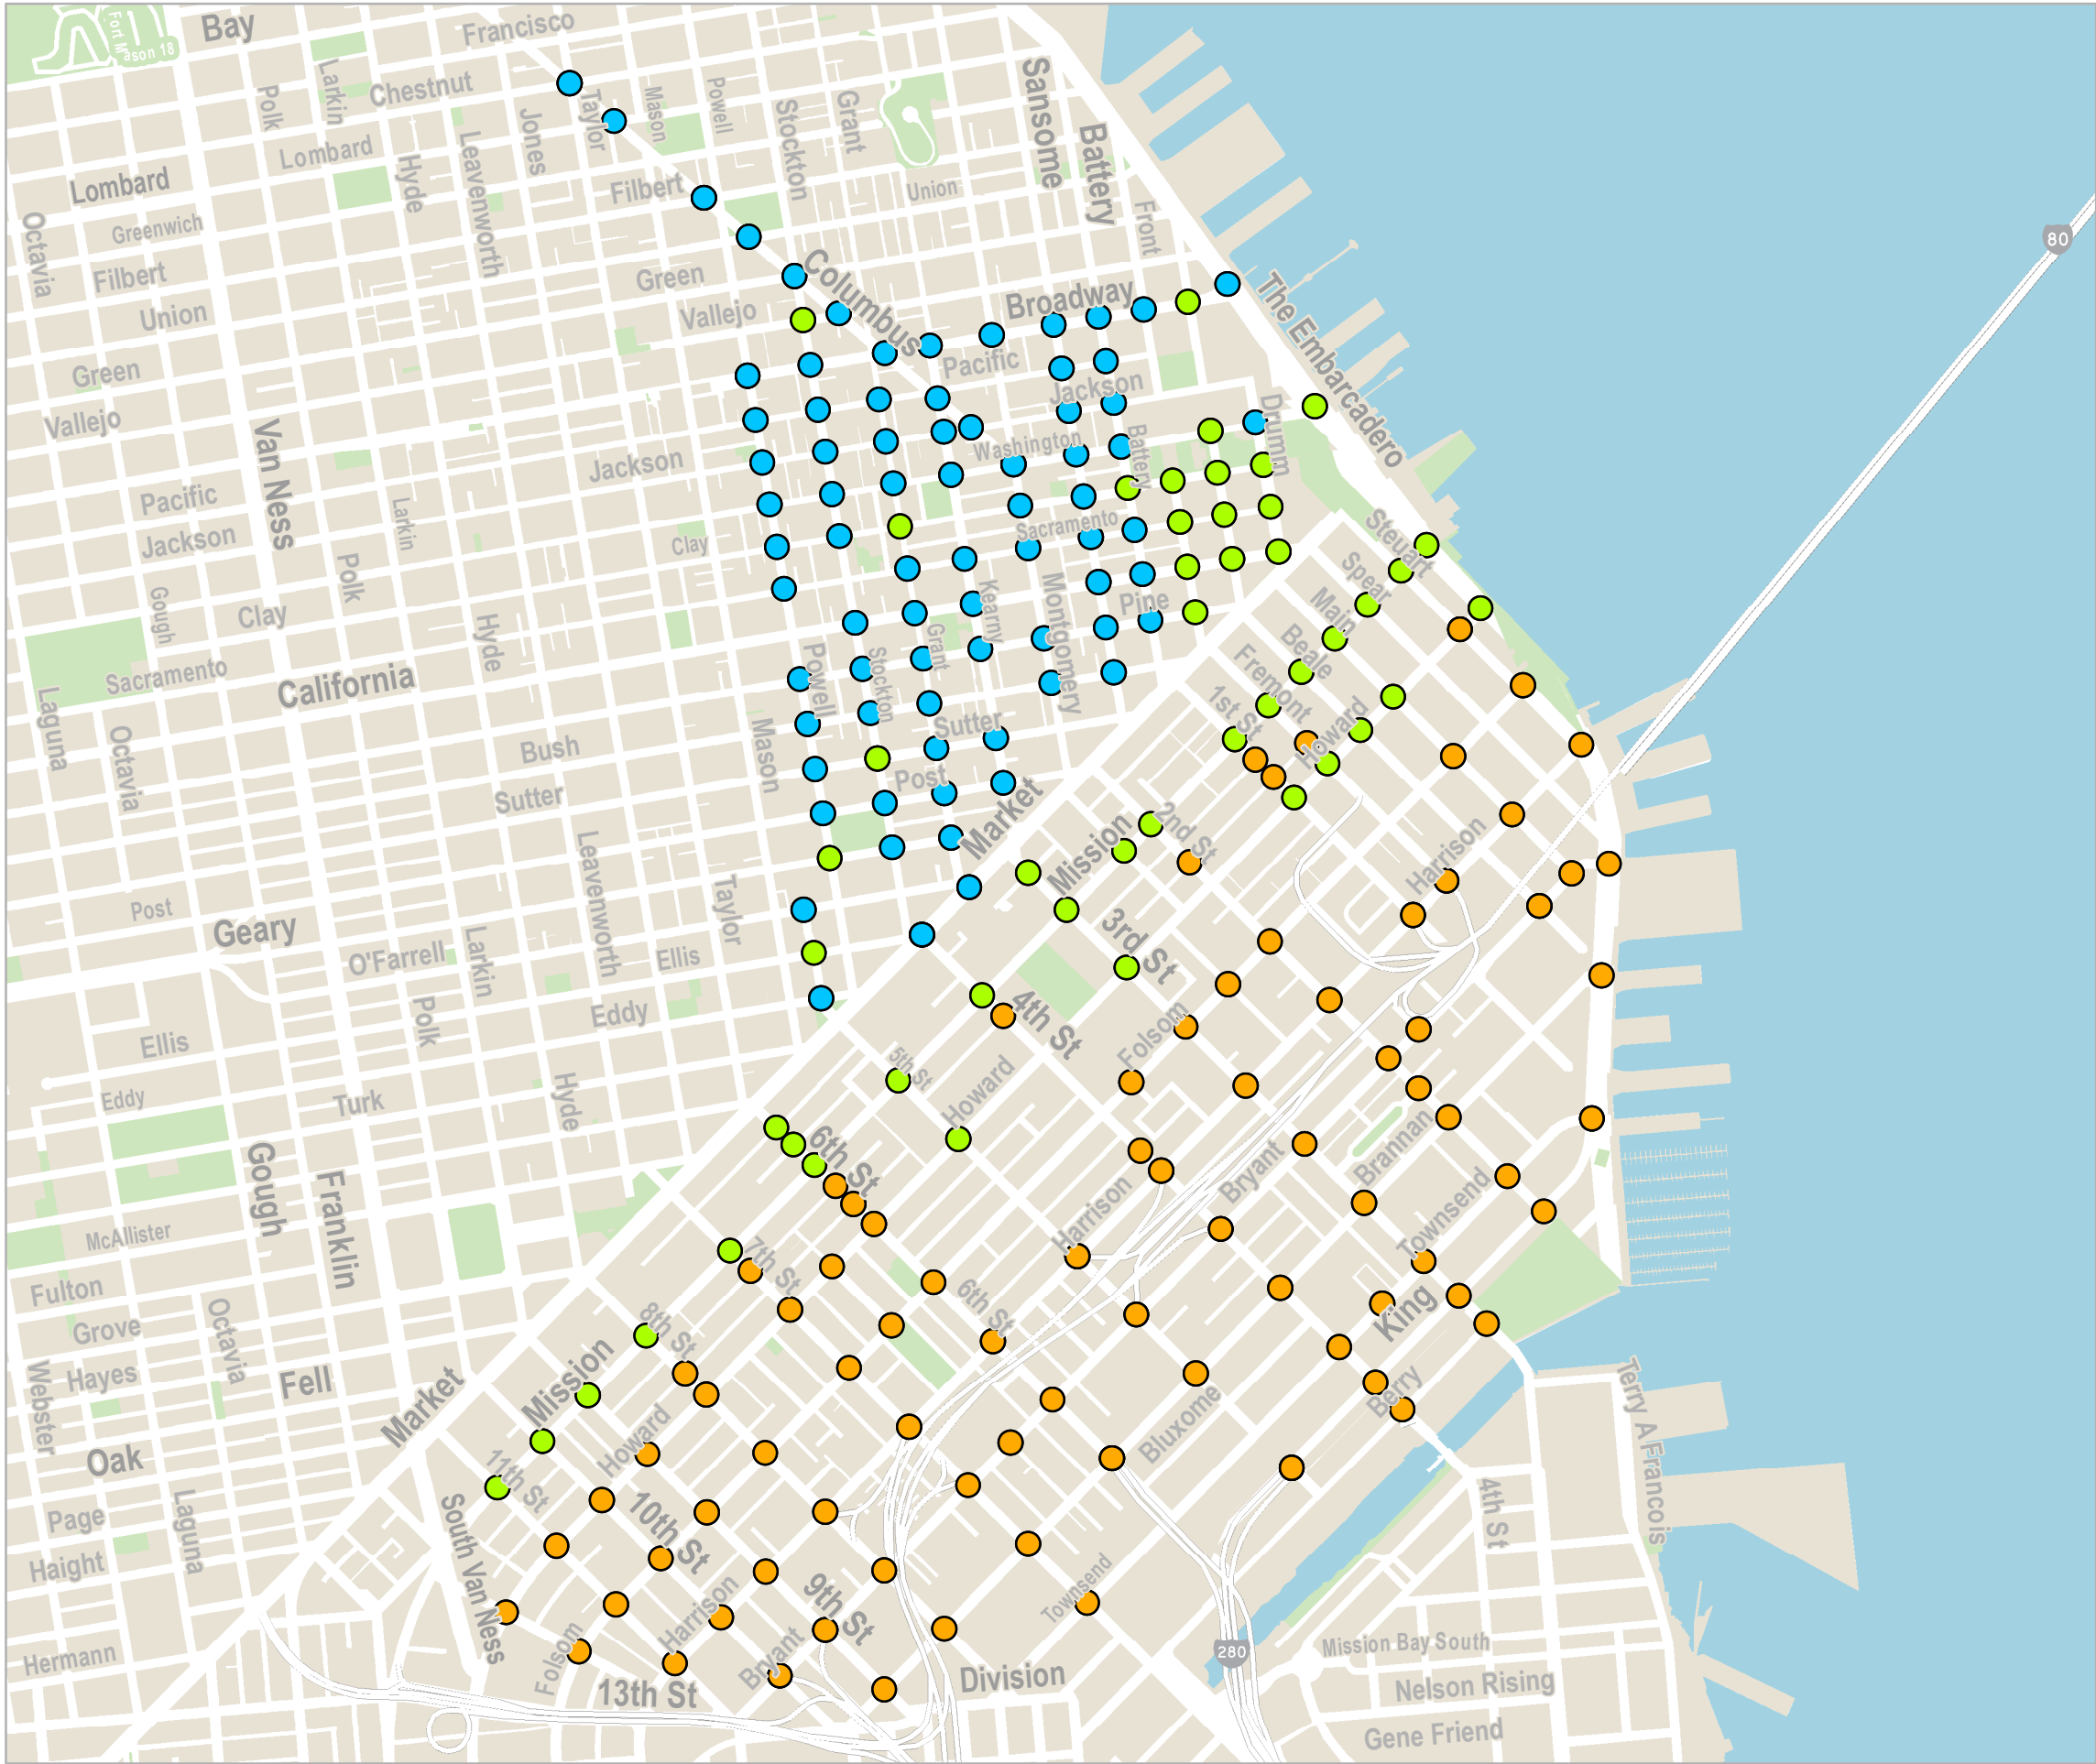 Bay
Francisco
Fort Mason 18
Polk
Larkin
Chestnut
Taylor
Mason
Powell
Stockton
Grant
Sansome
Battery
Jones
Lombard
Lombard
Hyde
Leavenworth
Filbert
Union
Front
Octavia
Greenwich
80
Filbert
Green
Columbus
Union
Vallejo
Broadway
The Embarcadero
Green
Pacific
Jackson
Vallejo
Van Ness
Drumm
Jackson
Washington
Battery
Pacific
Larkin
Jackson
Clay
Sacramento
Steuart
Polk
Spear
Gough
Clay
Hyde
Kearny
Montgomery
Pine
Main
Grant
Beale
Sacramento
California
Powell
Stockton
Fremont
Laguna
1st St
Howard
Octavia
Bush
Mason
Sutter
Sutter
Post
Market
Mission
2nd St
Harrison
Leavenworth
Taylor
Post
Geary
O'Farrell
Larkin
Ellis
3rd St
Polk
Eddy
4th St
Folsom
Ellis
5th St
Howard
Eddy
Turk
Hyde
6th St
Brannan
Gough
Franklin
Bryant
McAllister
Harrison
Townsend
Fulton
7th St
6th St
Grove
Octavia
8th St
King
Hayes
Webster
Fell
Mission
Market
Berry
Terry A Francois
Howard
Bluxome
Oak
11th St
Page
Laguna
10th St
4th St
South Van Ness
Haight
Townsend
Harrison
9th St
Hermann
Folsom
Bryant
280
Mission Bay South
13th St
Division
Nelson Rising
Gene Friend